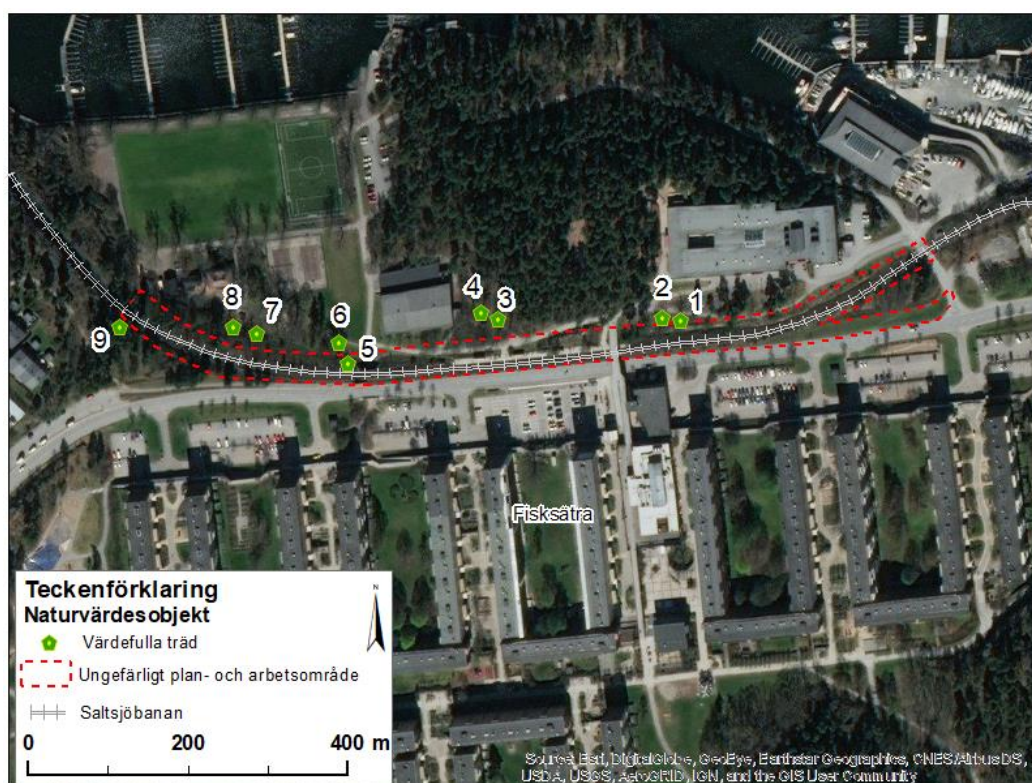 4
3
2
1
8
7
6
9
5
Fisksätra
Teckenförklaring
Naturvärdesobjekt
N
Värdefulla träd
Ungefärligt plan- och arbetsområde
Saltsjöbanan
0 200 400 m
Source: Esri, DigitalGlobe, GeoEye, Earthstar Geographics, CNES/Airbus DS,
USDA, USGS, AeroGRID, IGN, and the GIS User Community